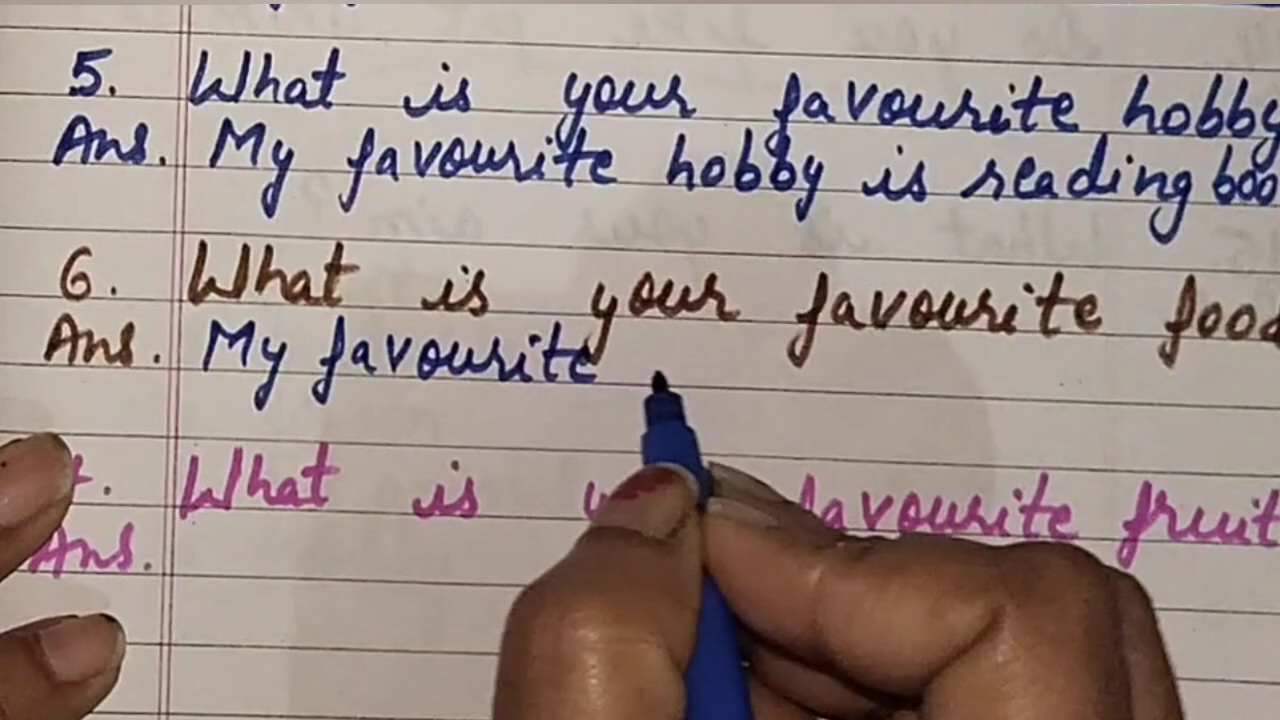 5. What is your favourite hobby
Ans. My favourite hobby is reading boo
6. What is your favourite food
Ans. My favourite
What is favourite fruit
Ans.